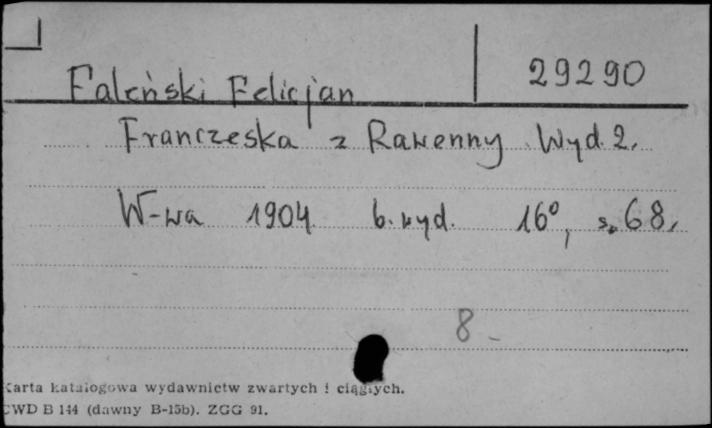 29290
Faleński Felicjan
Franczeska z Rawenny Wyd. 2.
W-wa 1904 b. wyd. 16°, s. 68.
8-
Karta katalogowa wydawnictw zwartych i ciągłych.
CWD B 144 (dawny B-15b). ZGG 91.